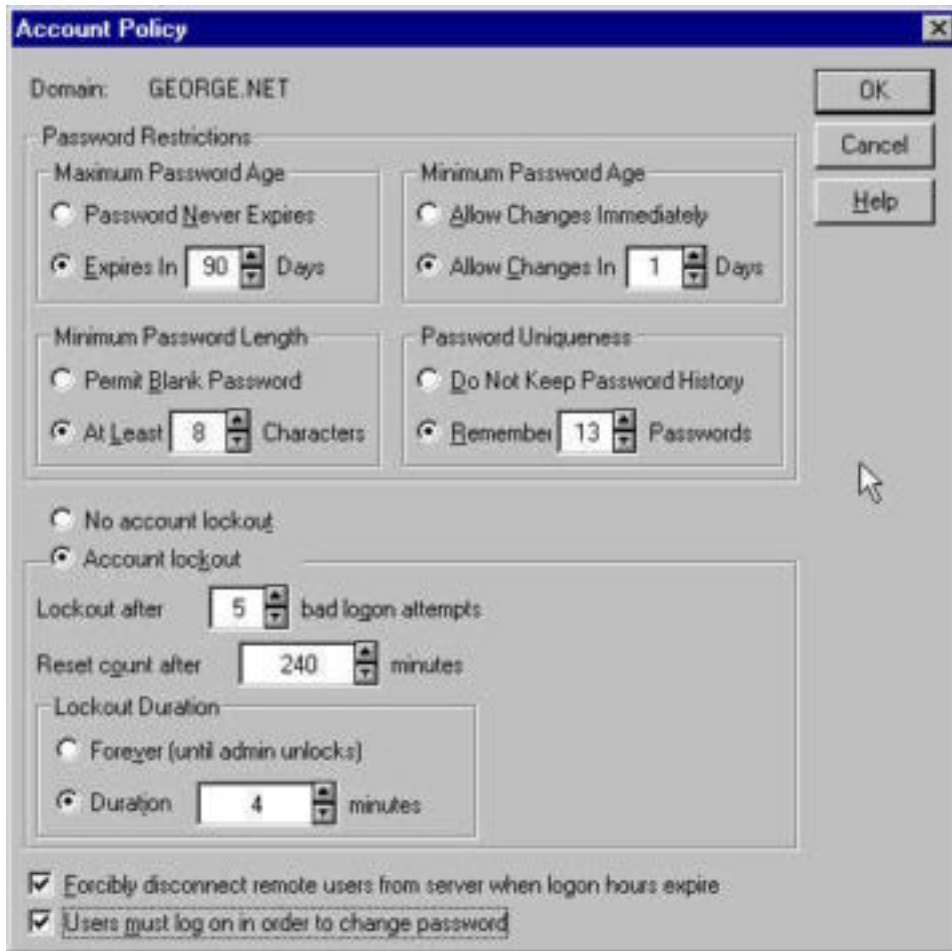 Account Policy
Domain: GEORGE.NET
OK
Cancel
Help
Password Restrictions
Maximum Password Age
Password Never Expires
Expires In 90 Days
Minimum Password Age
Allow Changes Immediately
Allow Changes In 1 Days
Minimum Password Length
Permit Blank Password
At Least 8 Characters
Password Uniqueness
Do Not Keep Password History
Remember 13 Passwords
No account lockout
Account lockout
Lockout after 5 bad logon attempts
Reset count after 240 minutes
Lockout Duration
Forever (until admin unlocks)
Duration 4 minutes
Forcibly disconnect remote users from server when logon hours expire
Users must log on in order to change password